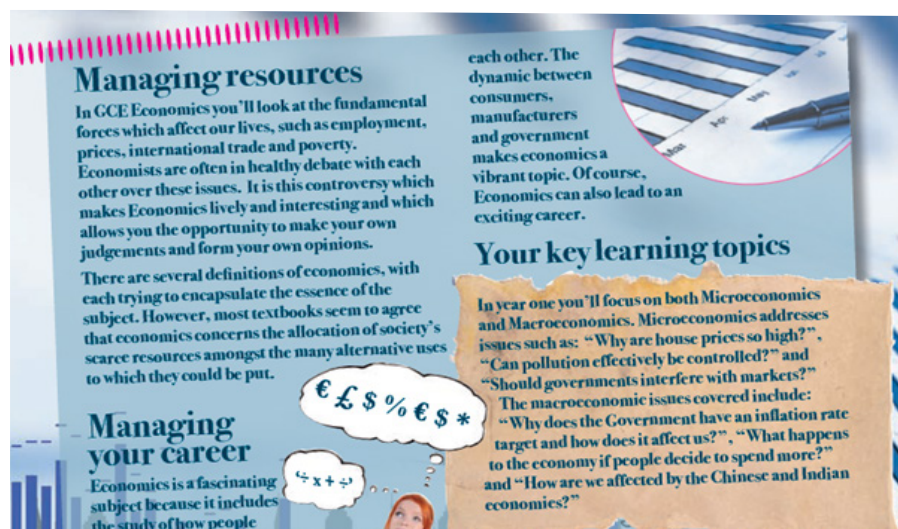 Managing resources
In GCE Economics you'll look at the fundamental
forces which affect our lives, such as employment,
prices, international trade and poverty.
Economists are often in healthy debate with each
other over these issues. It is this controversy which
makes Economics lively and interesting and which
allows you the opportunity to make your own
judgements and form your own opinions.
There are several definitions of economics, with
each trying to encapsulate the essence of the
subject. However, most textbooks seem to agree
that economics concerns the allocation of society's
scarce resources amongst the many alternative uses
to which they could be put.
Managing
your career
Economics is a fascinating
subject because it includes
the study of how people
€ £ $ % € $ *
‘÷ x + ÷’
each other. The
dynamic between
consumers,
manufacturers
and government
makes economics a
vibrant topic. Of course,
Economics can also lead to an
exciting career.
Mar
Apr
May
Jun
Jul
Your key learning topics
In year one you'll focus on both Microeconomics
and Macroeconomics. Microeconomics addresses
issues such as: “Why are house prices so high?”,
“Can pollution effectively be controlled?” and
“Should governments interfere with markets?”
The macroeconomic issues covered include:
“Why does the Government have an inflation rate
target and how does it affect us?”, “What happens
to the economy if people decide to spend more?”
and “How are we affected by the Chinese and Indian
economies?”